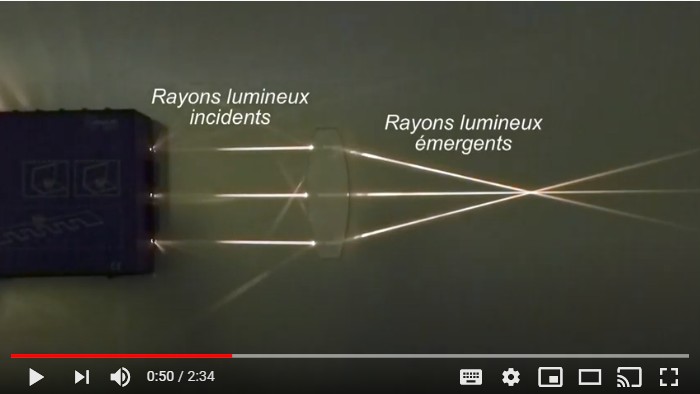 Rayons lumineux
incidents
Rayons lumineux
émergents
0:50 / 2:34